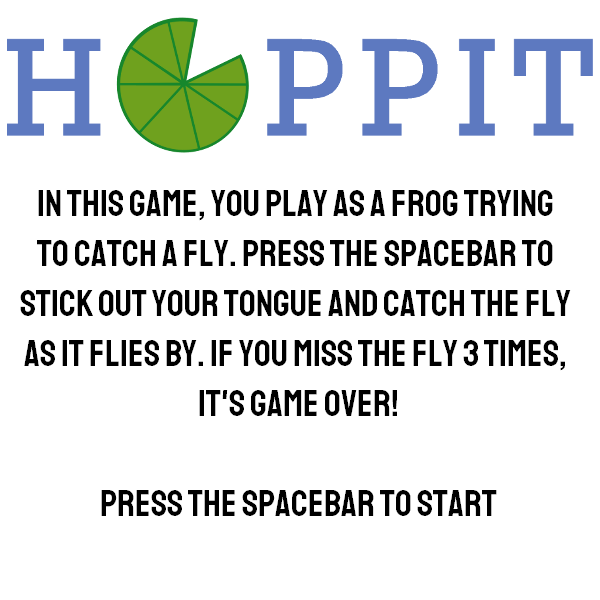 HOPPIT
IN THIS GAME, YOU PLAY AS A FROG TRYING
TO CATCH A FLY. PRESS THE SPACEBAR TO
STICK OUT YOUR TONGUE AND CATCH THE FLY
AS IT FLIES BY. IF YOU MISS THE FLY 3 TIMES,
IT'S GAME OVER!
PRESS THE SPACEBAR TO START